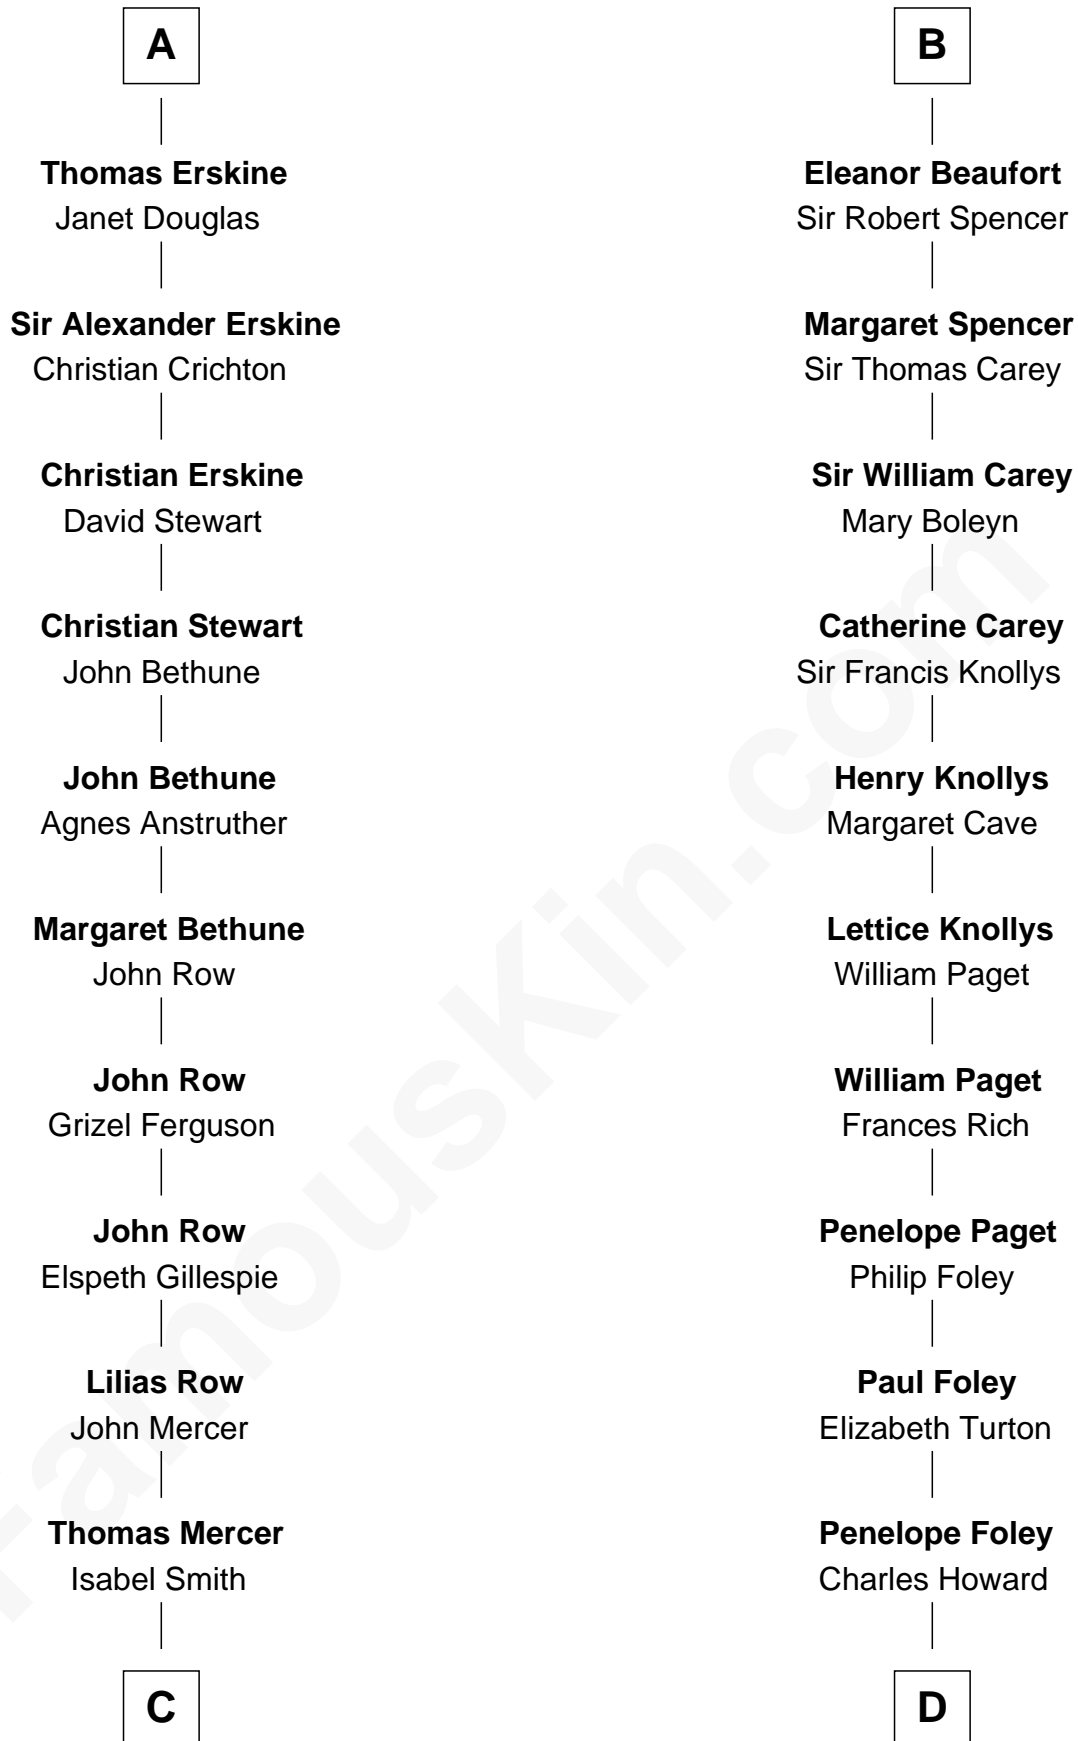 A
Thomas Erskine
Janet Douglas
Sir Alexander Erskine
Christian Crichton
Christian Erskine
David Stewart
Christian Stewart
John Bethune
John Bethune
Agnes Anstruther
Margaret Bethune
John Row
John Row
Grizel Ferguson
John Row
Elspeth Gillespie
Lilias Row
John Mercer
Thomas Mercer
Isabel Smith
C
B
Eleanor Beaufort
Sir Robert Spencer
Margaret Spencer
Sir Thomas Carey
Sir William Carey
Mary Boleyn
Catherine Carey
Sir Francis Knollys
Henry Knollys
Margaret Cave
Lettice Knollys
William Paget
William Paget
Frances Rich
Penelope Paget
Philip Foley
Paul Foley
Elizabeth Turton
Penelope Foley
Charles Howard
D
FamousKin.com